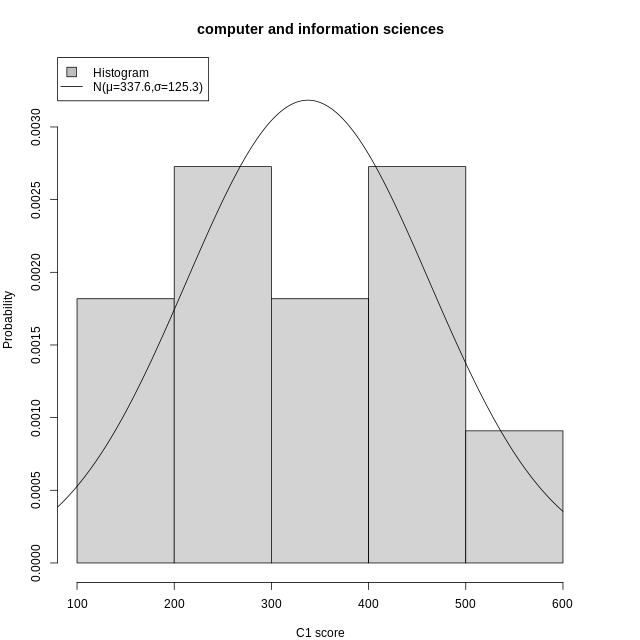 computer and information sciences
Histogram
N(μ=337.6,σ=125.3)
Probability
0.0030
0.0025
0.0020
0.0015
0.0010
0.0005
0.0000
100 200 300 400 500 600
C1 score